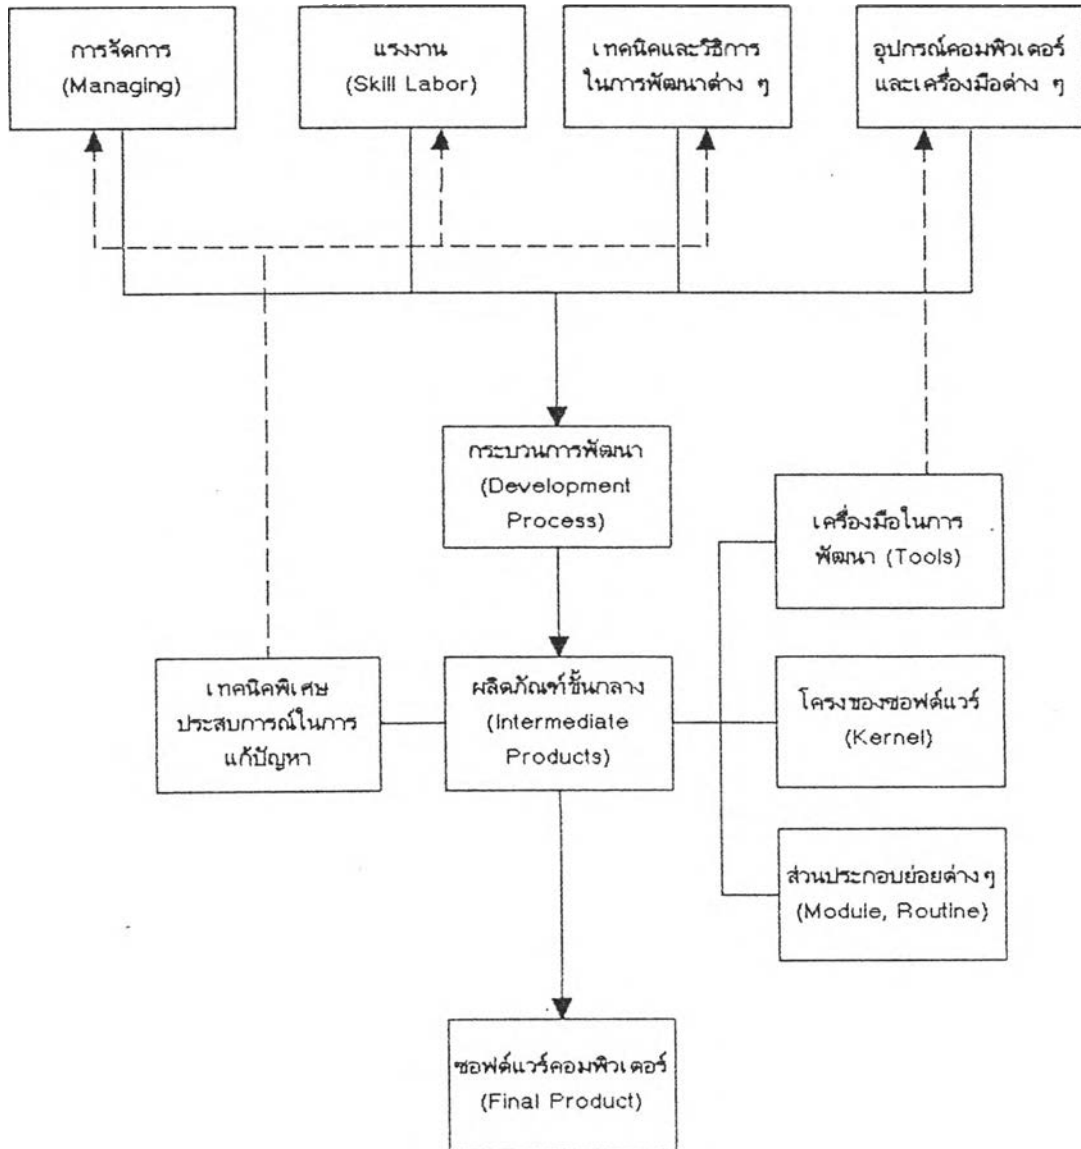 การจัดการ
(Managing)
แรงงาน
(Skill Labor)
เทคนิคและวิธีการ
ในการพัฒนาต่าง ๆ
อุปกรณ์คอมพิวเตอร์
และเครื่องมือต่าง ๆ
กระบวนการพัฒนา
(Development
Process)
เครื่องมือในการ
พัฒนา (Tools)
เทคนิคพิเศษ
ประสบการณ์ในการ
แก้ปัญหา
ผลิตภัณฑ์ขั้นกลาง
(Intermediate
Products)
โครงของซอฟต์แวร์
(Kernel)
ส่วนประกอบย่อยต่างๆ
(Module, Routine)
ซอฟต์แวร์คอมพิวเตอร์
(Final Product)